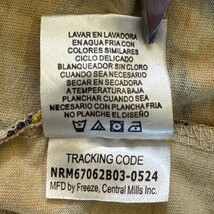 LAVAR EN LAVADORA
EN AGUA FRIA CON
COLORES SIMILARES
CICLO DELICADO
BLANQUEADOR SIN CLORO
CUANDO SEA NECESARIO
SECAR EN SECADORA
A TEMPERATURA BAJA
PLANCHAR CUANDO
SEA NECESARIO CON PLANCHA FRIA
NO PLANCHE EL DIBUJO
TRACKING CODE
NRM67062B03-0524
MFD by Freeze, Central Mills Inc.